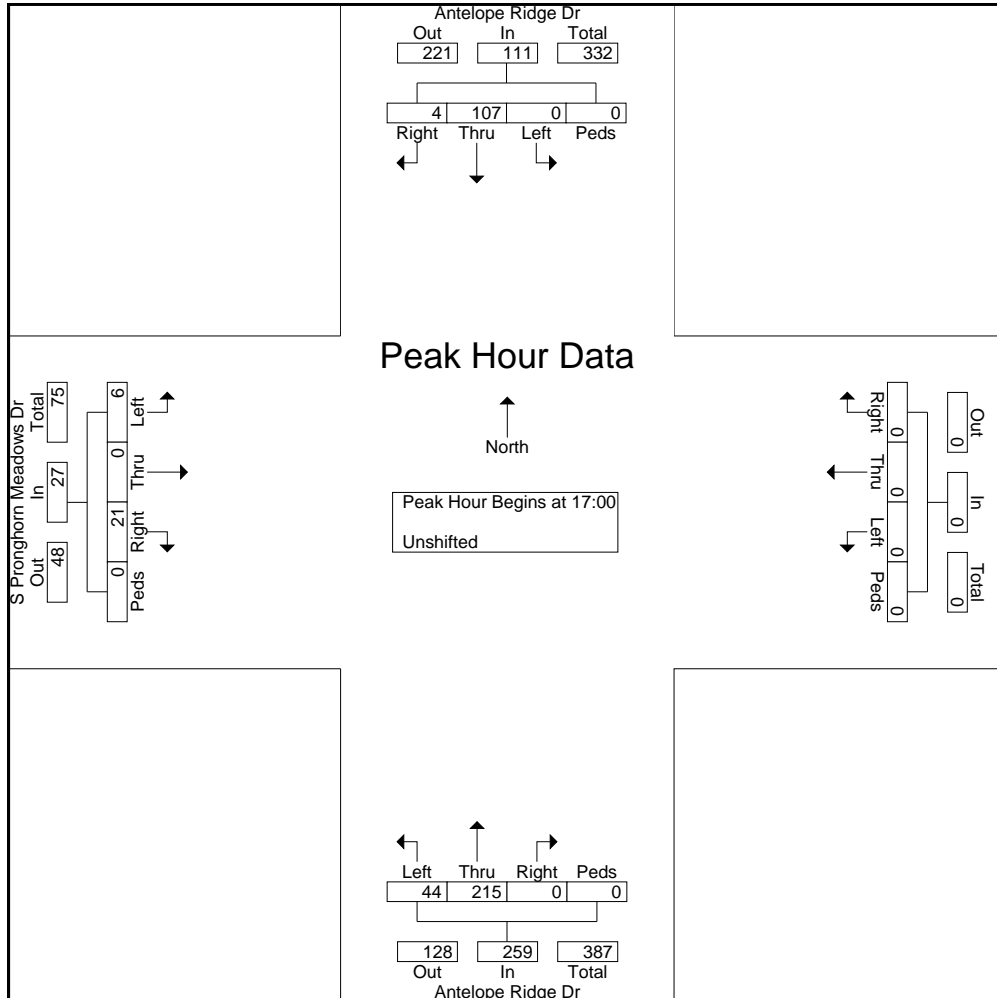 Antelope Ridge Dr
Out In Total
221 111 332
4 107 0 0
Right Thru Left Peds
Peak Hour Data
North
Peak Hour Begins at 17:00
Unshifted
S Pronghorn Meadows Dr
Out In Total
48 27 75
6 0 21 0
Left Thru Right Peds
Out In Total
0 0 0
0 0 0 0
Right Thru Left Peds
Left Thru Right Peds
44 215 0 0
128 259 387
Out In Total
Antelope Ridge Dr